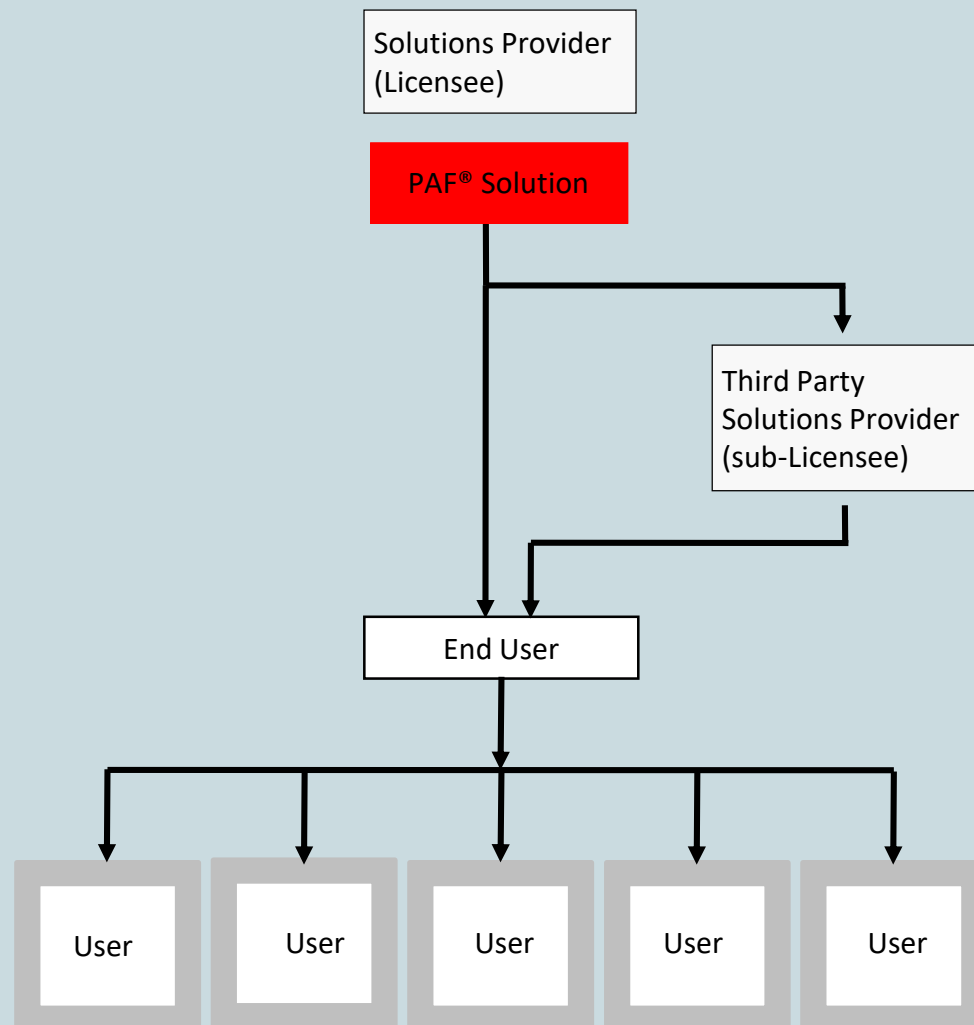 Solutions Provider
(Licensee)
PAF® Solution
Third Party
Solutions Provider
(sub-Licensee)
End User
User
User
User
User
User